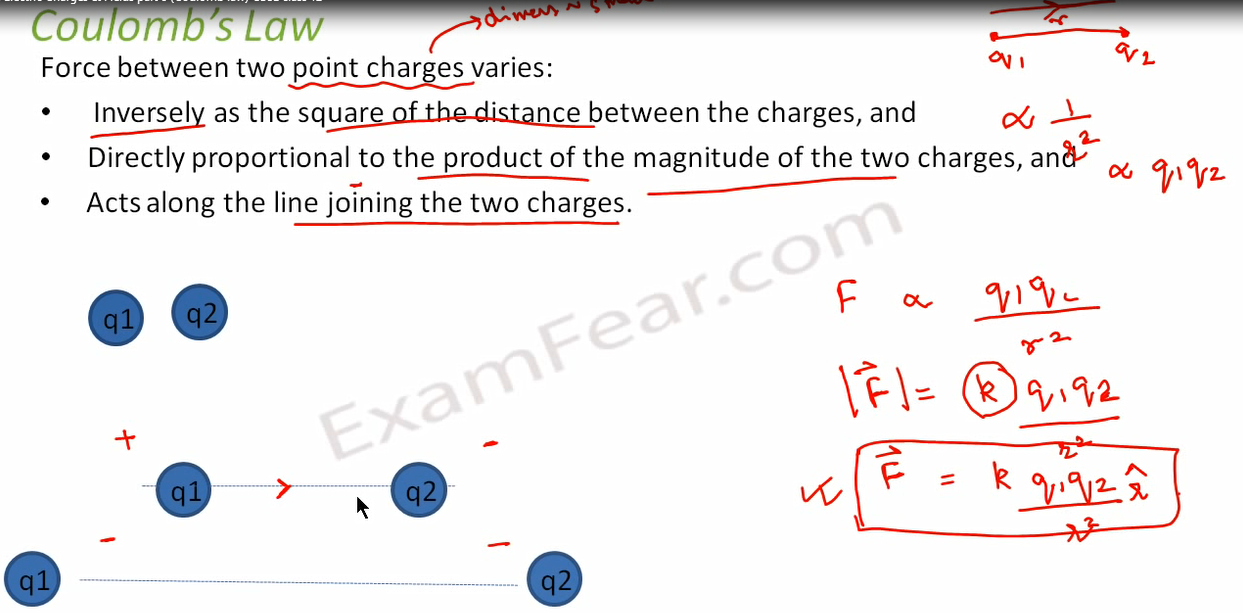 Coulomb's Law
→ dimens ~
Force between two point charges varies:
r
q1 q2
• Inversely as the square of the distance between the charges, and
∝ 1/r²
• Directly proportional to the product of the magnitude of the two charges, and
∝ q1q2
• Acts along the line joining the two charges.
ExamFear.com
q1 q2
F ∝ q1q2/r²
|F⃗| = k q1q2/r²
+ -
q1 > q2
F⃗ = k q1q2/r² r̂
- -
q1 q2